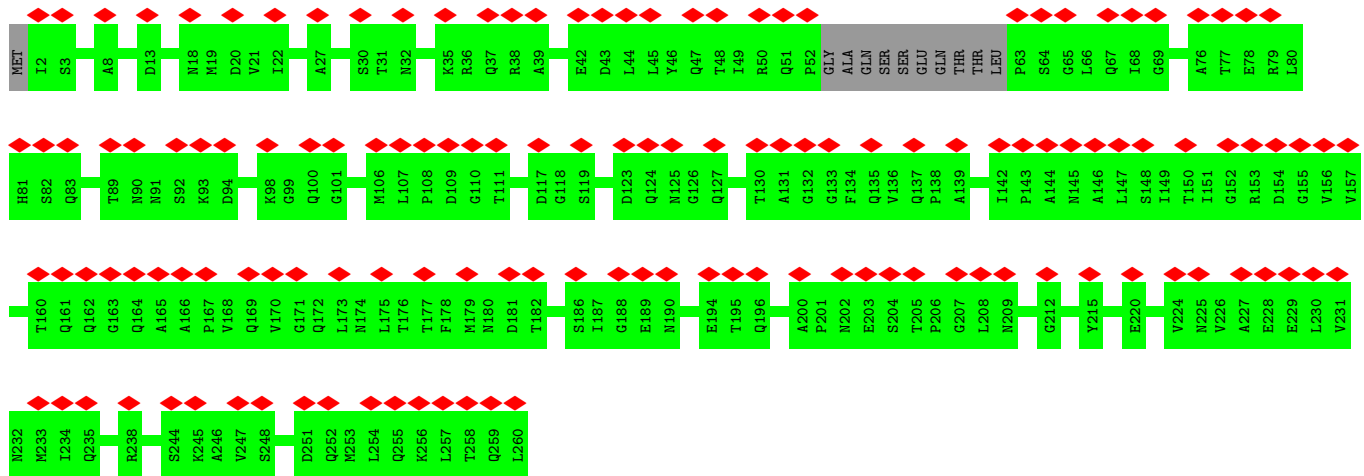 MET I2 S3 A8 D13 N18 M19 D20 V21 I22 A27 S30 T31 N32 K35 R36 Q37 R38 A39 E42 D43 L44 L45 Y46 Q47 T48 I49 R50 Q51 P52 GLY ALA GLN SER SER GLU GLN THR THR LEU P63 S64 G65 L66 Q67 I68 G69 A76 T77 E78 R79 L80
H81 S82 Q83 T89 N90 N91 S92 K93 D94 K98 G99 Q100 G101 M106 L107 P108 D109 G110 T111 D117 G118 S119 D123 Q124 N125 G126 Q127 T130 A131 G132 G133 F134 Q135 V136 Q137 P138 A139 I142 P143 A144 N145 A146 L147 S148 I149 T150 I151 G152 R153 D154 G155 V156 V157
T160 Q161 Q162 G163 Q164 A165 A166 P167 V168 Q169 V170 G171 Q172 L173 N174 L175 T176 T177 F178 M179 N180 D181 T182 S186 I187 G188 E189 N190 E194 T195 Q196 A200 P201 N202 E203 S204 T205 P206 G207 L208 N209 G212 Y215 E220 V224 N225 V226 A227 E228 E229 L230 V231
N232 M233 I234 Q235 R238 S244 K245 A246 V247 S248 D251 Q252 M253 L254 Q255 K256 L257 T258 Q259 L260